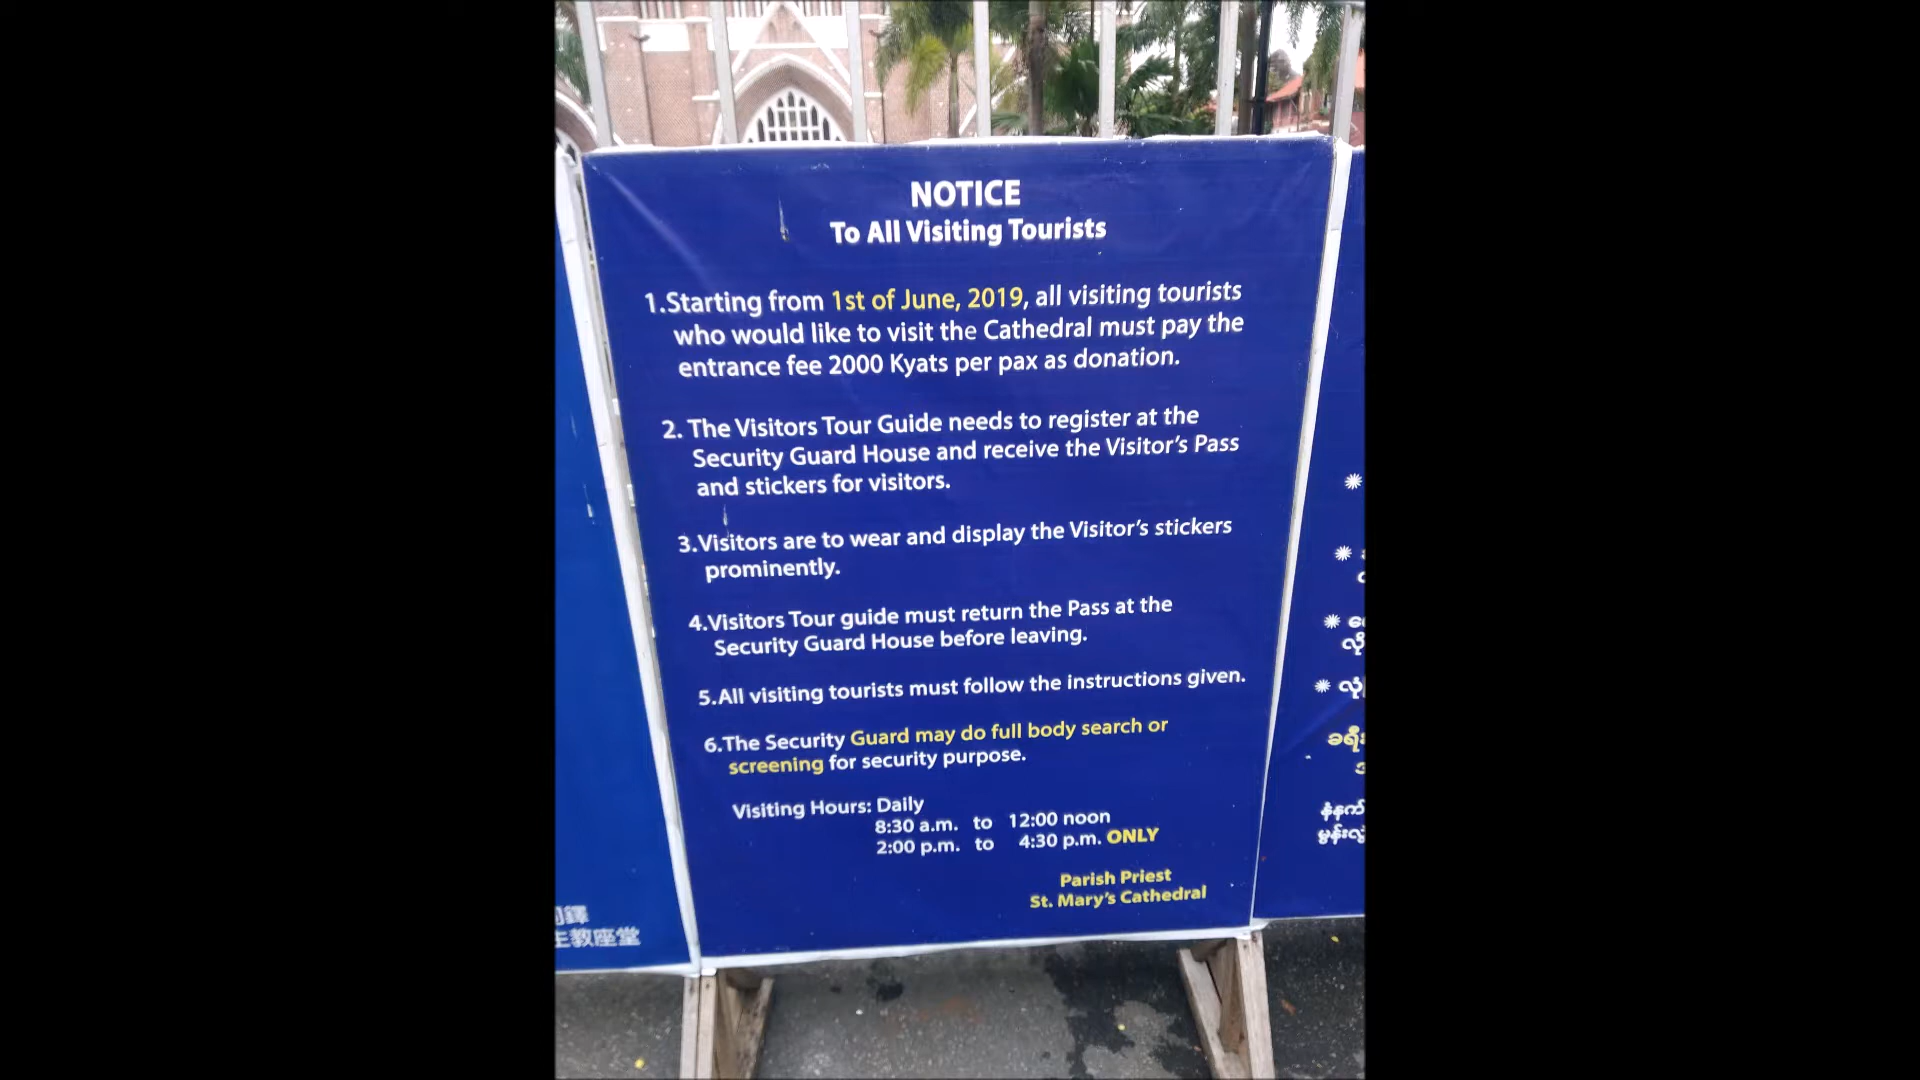 NOTICE
To All Visiting Tourists
1.Starting from 1st of June, 2019, all visiting tourists
who would like to visit the Cathedral must pay the
entrance fee 2000 Kyats per pax as donation.
2. The Visitors Tour Guide needs to register at the
Security Guard House and receive the Visitor's Pass
and stickers for visitors.
3.Visitors are to wear and display the Visitor's stickers
prominently.
4.Visitors Tour guide must return the Pass at the
Security Guard House before leaving.
5.All visiting tourists must follow the instructions given.
6.The Security Guard may do full body search or
screening for security purpose.
Visiting Hours: Daily
8:30 a.m. to 12:00 noon
2:00 p.m. to 4:30 p.m. ONLY
Parish Priest
St. Mary's Cathedral
教座堂